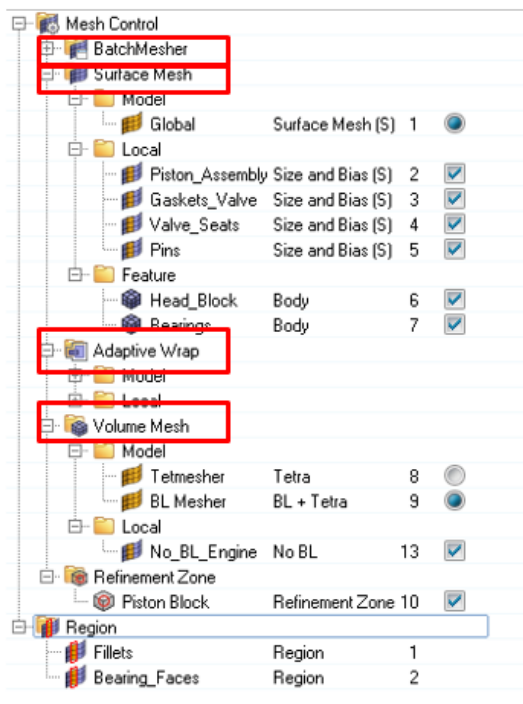 Mesh Control
BatchMesher
Surface Mesh
Model
Global Surface Mesh (S) 1
Local
Piston_Assembly Size and Bias (S) 2
Gaskets_Valve Size and Bias (S) 3
Valve_Seats Size and Bias (S) 4
Pins Size and Bias (S) 5
Feature
Head_Block Body 6
Bearings Body 7
Adaptive Wrap
Model
Local
Volume Mesh
Model
Tetmesher Tetra 8
BL Mesher BL + Tetra 9
Local
No_BL_Engine No BL 13
Refinement Zone
Piston Block Refinement Zone 10
Region
Fillets Region 1
Bearing_Faces Region 2